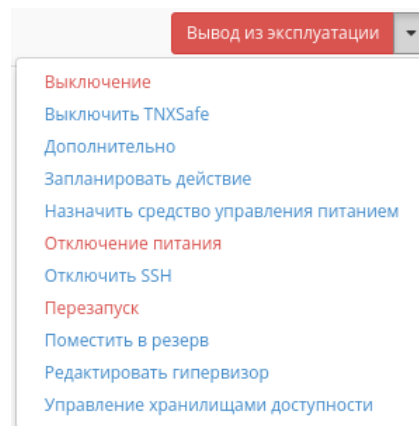 Вывод из эксплуатации
Выключение
Выключить TNXSafe
Дополнительно
Запланировать действие
Назначить средство управления питанием
Отключение питания
Отключить SSH
Перезапуск
Поместить в резерв
Редактировать гипервизор
Управление хранилищами доступности